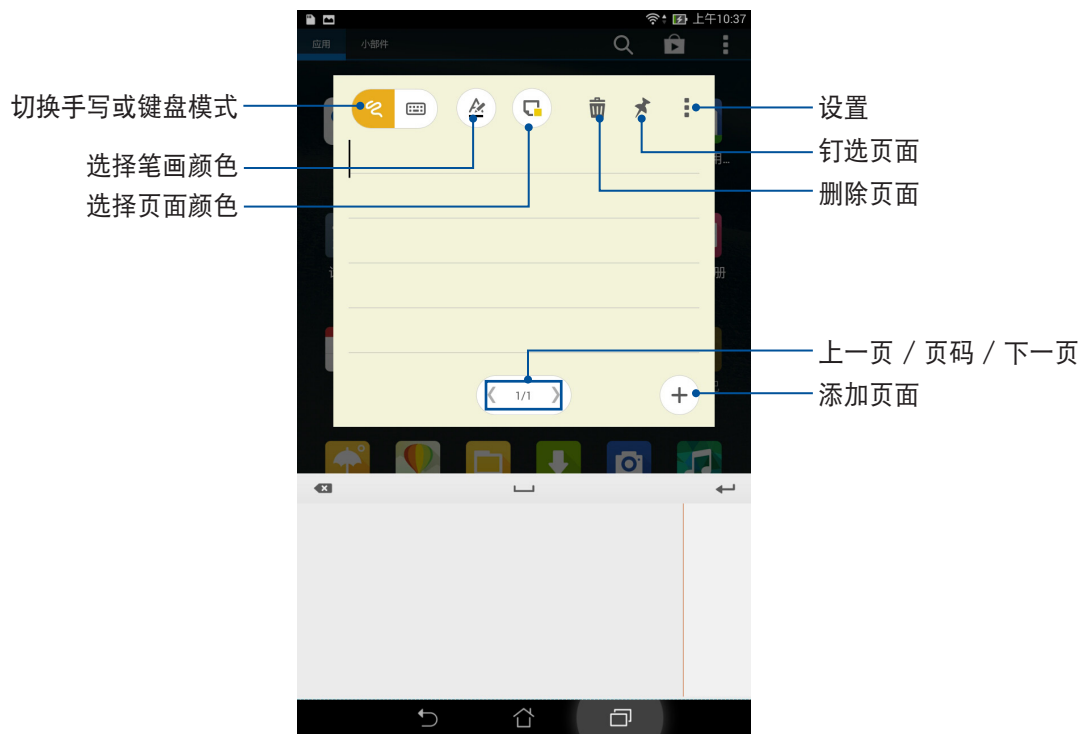 上午10:37
应用 小部件
切换手写或键盘模式
选择笔画颜色
选择页面颜色
设置
钉选页面
删除页面
用...
册
上一页 / 页码 / 下一页
1/1
添加页面